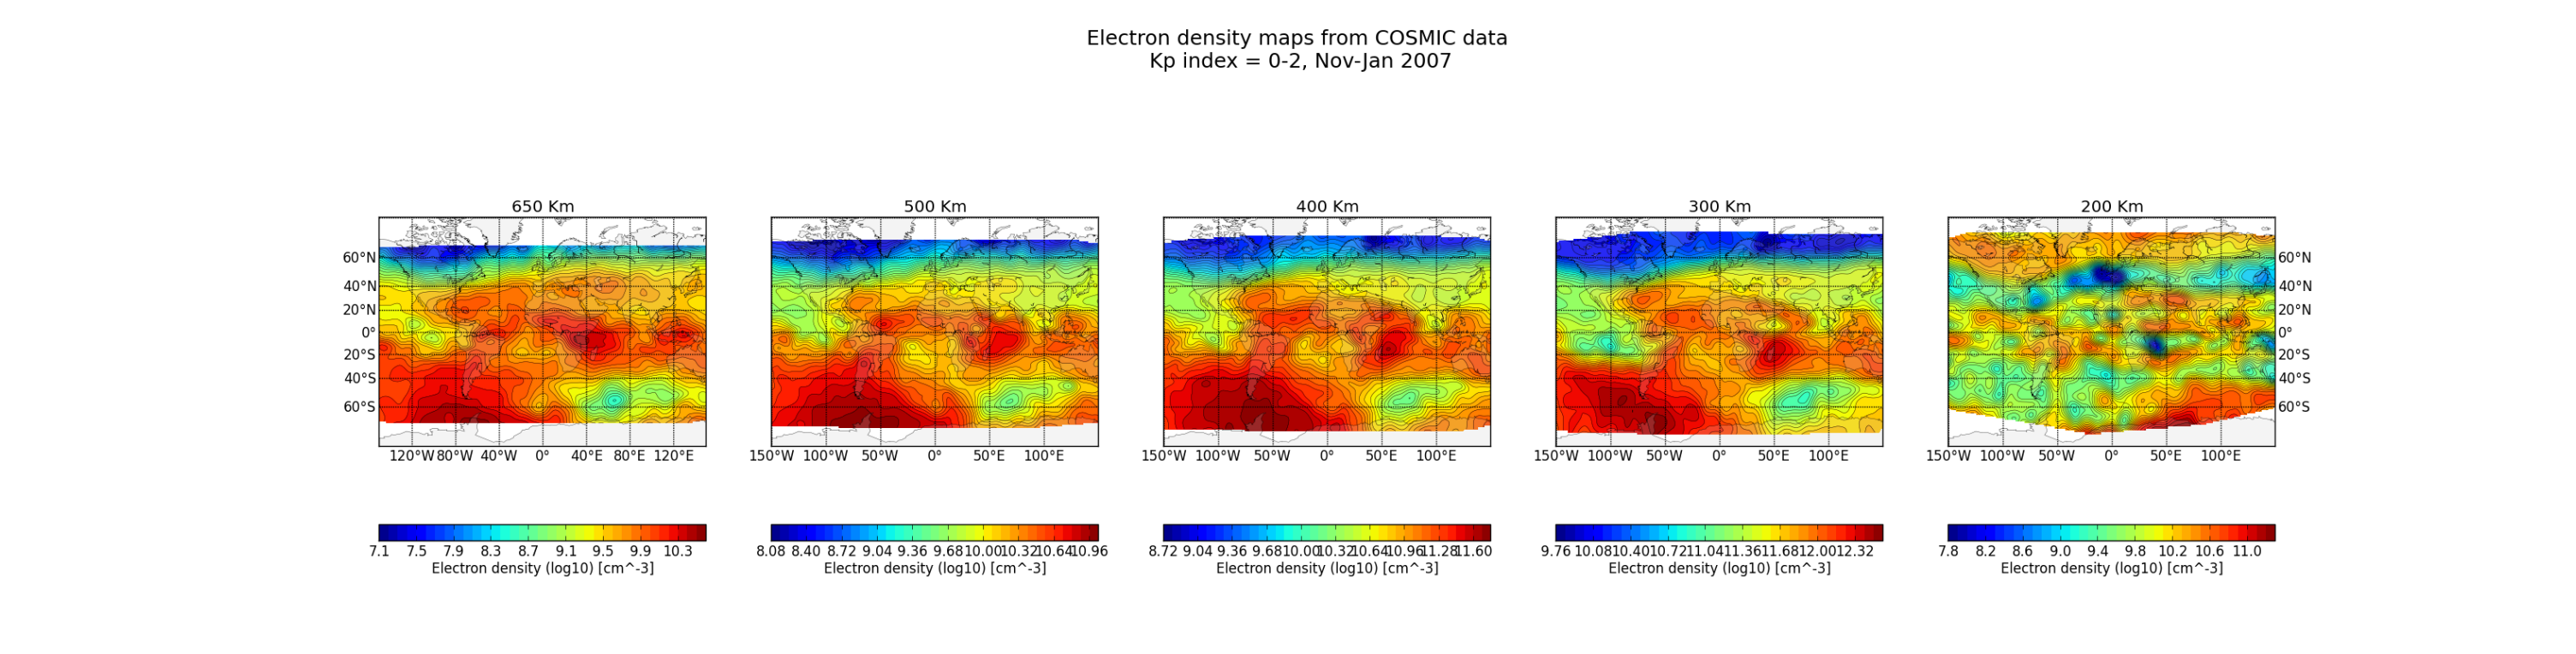 Electron density maps from COSMIC data
Kp index = 0-2, Nov-Jan 2007
650 Km
500 Km
400 Km
300 Km
200 Km
60°N
40°N
20°N
0°
20°S
40°S
60°S
60°N
40°N
20°N
0°
20°S
40°S
60°S
120°W 80°W 40°W 0° 40°E 80°E 120°E
150°W 100°W 50°W 0° 50°E 100°E
150°W 100°W 50°W 0° 50°E 100°E
150°W 100°W 50°W 0° 50°E 100°E
150°W 100°W 50°W 0° 50°E 100°E
7.1 7.5 7.9 8.3 8.7 9.1 9.5 9.9 10.3
8.08 8.40 8.72 9.04 9.36 9.68 10.00 10.32 10.64 10.96
8.72 9.04 9.36 9.68 10.00 10.32 10.64 10.96 11.28 11.60
9.76 10.08 10.40 10.72 11.04 11.36 11.68 12.00 12.32
7.8 8.2 8.6 9.0 9.4 9.8 10.2 10.6 11.0
Electron density (log10) [cm^-3]
Electron density (log10) [cm^-3]
Electron density (log10) [cm^-3]
Electron density (log10) [cm^-3]
Electron density (log10) [cm^-3]